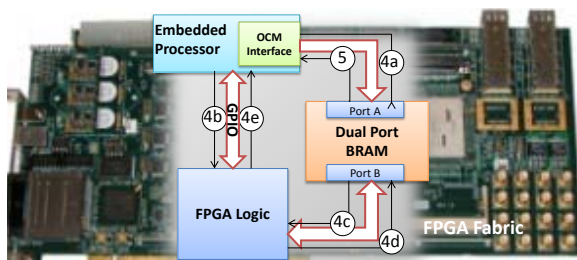 Embedded
Processor
OCM
Interface
5
4a
Port A
Dual Port
BRAM
Port B
4b
GPIO
4e
FPGA Logic
4c
4d
FPGA Fabric